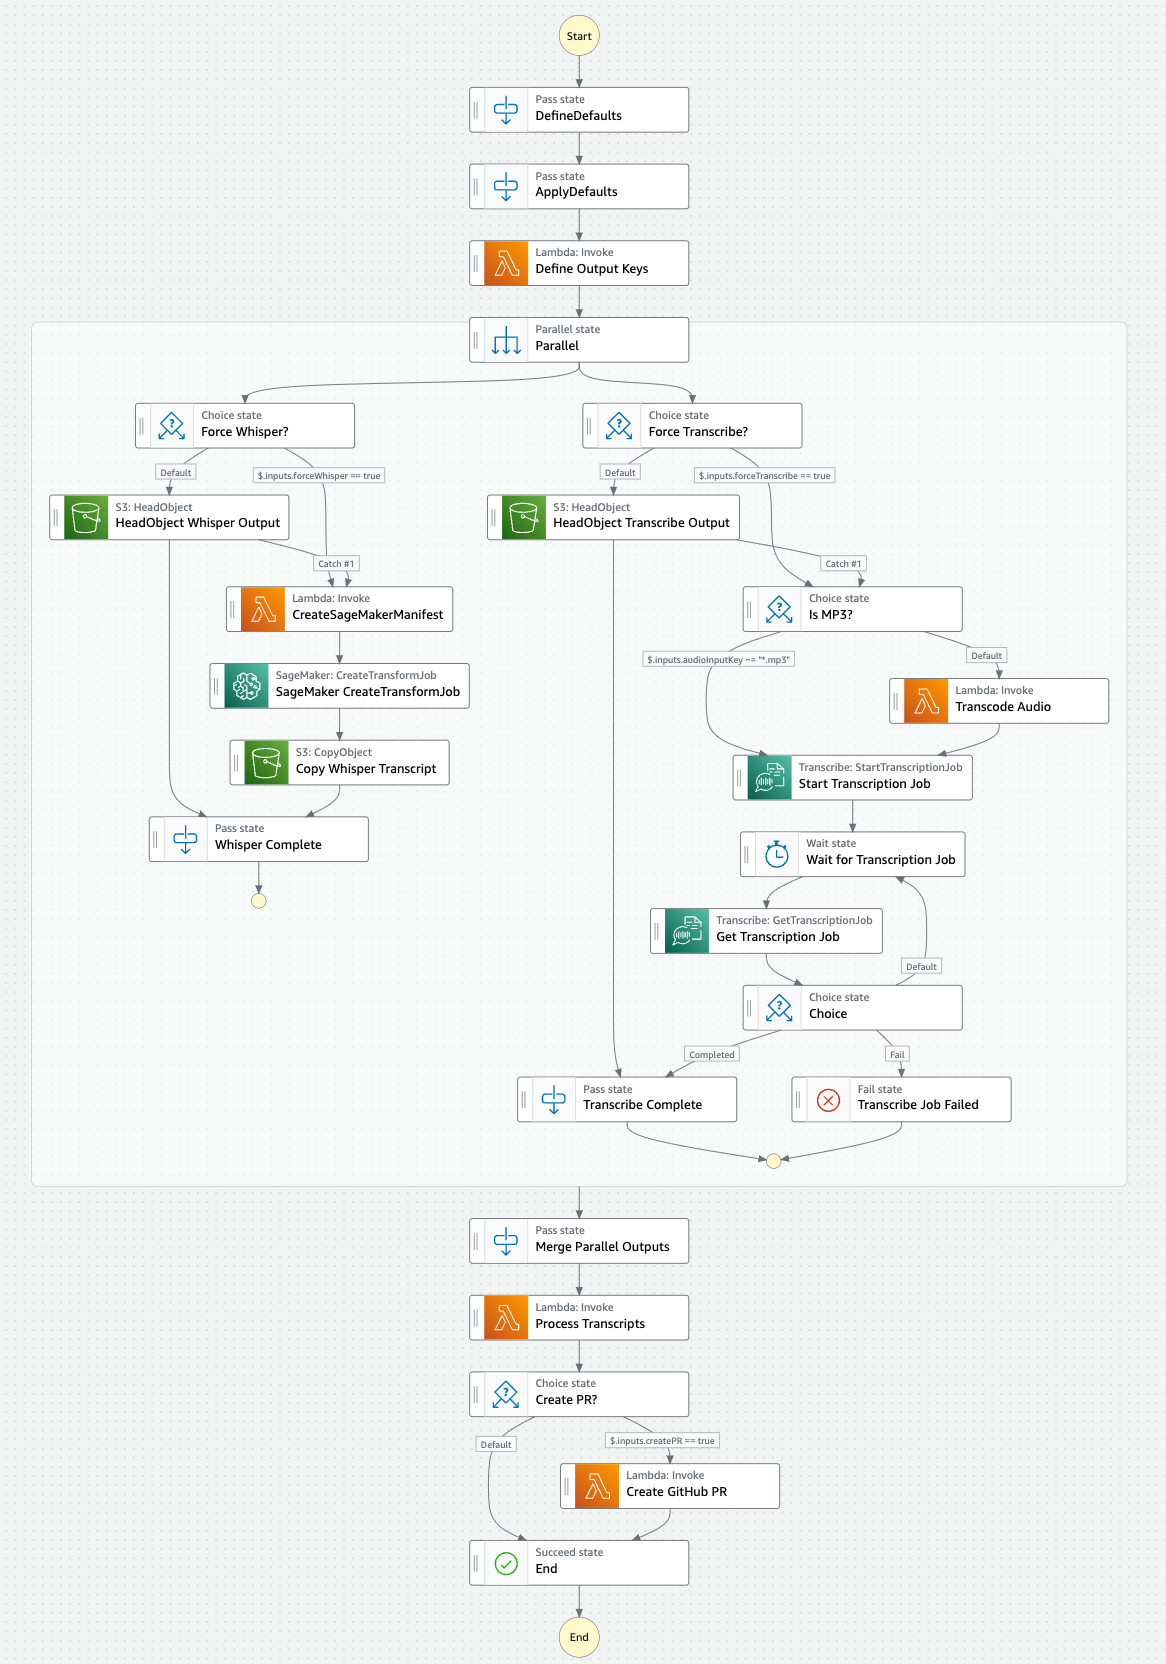 Start
Pass state
DefineDefaults
Pass state
ApplyDefaults
Lambda: Invoke
Define Output Keys
Parallel state
Parallel
Choice state
Force Whisper?
Choice state
Force Transcribe?
Default
$.inputs.forceWhisper == true
Default
$.inputs.forceTranscribe == true
S3: HeadObject
HeadObject Whisper Output
S3: HeadObject
HeadObject Transcribe Output
Catch #1
Catch #1
Lambda: Invoke
CreateSageMakerManifest
Choice state
Is MP3?
$.inputs.audioInputKey ~= "*.mp3"
Default
SageMaker: CreateTransformJob
SageMaker CreateTransformJob
Lambda: Invoke
Transcode Audio
S3: CopyObject
Copy Whisper Transcript
Transcribe: StartTranscriptionJob
Start Transcription Job
Pass state
Whisper Complete
Wait state
Wait for Transcription Job
Transcribe: GetTranscriptionJob
Get Transcription Job
Default
Choice state
Choice
Completed
Fail
Pass state
Transcribe Complete
Fail state
Transcribe Job Failed
Pass state
Merge Parallel Outputs
Lambda: Invoke
Process Transcripts
Choice state
Create PR?
Default
$.inputs.createPR == true
Lambda: Invoke
Create GitHub PR
Succeed state
End
End